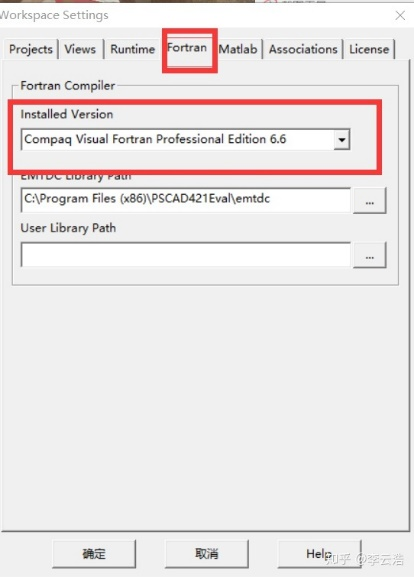 Workspace Settings
Projects Views Runtime Fortran Matlab Associations License
Fortran Compiler
Installed Version
Compaq Visual Fortran Professional Edition 6.6
EMTDC Library Path
C:\Program Files (x86)\PSCAD421Eval\emtdc
...
User Library Path
...
确定 取消 Help
知乎 @李云浩